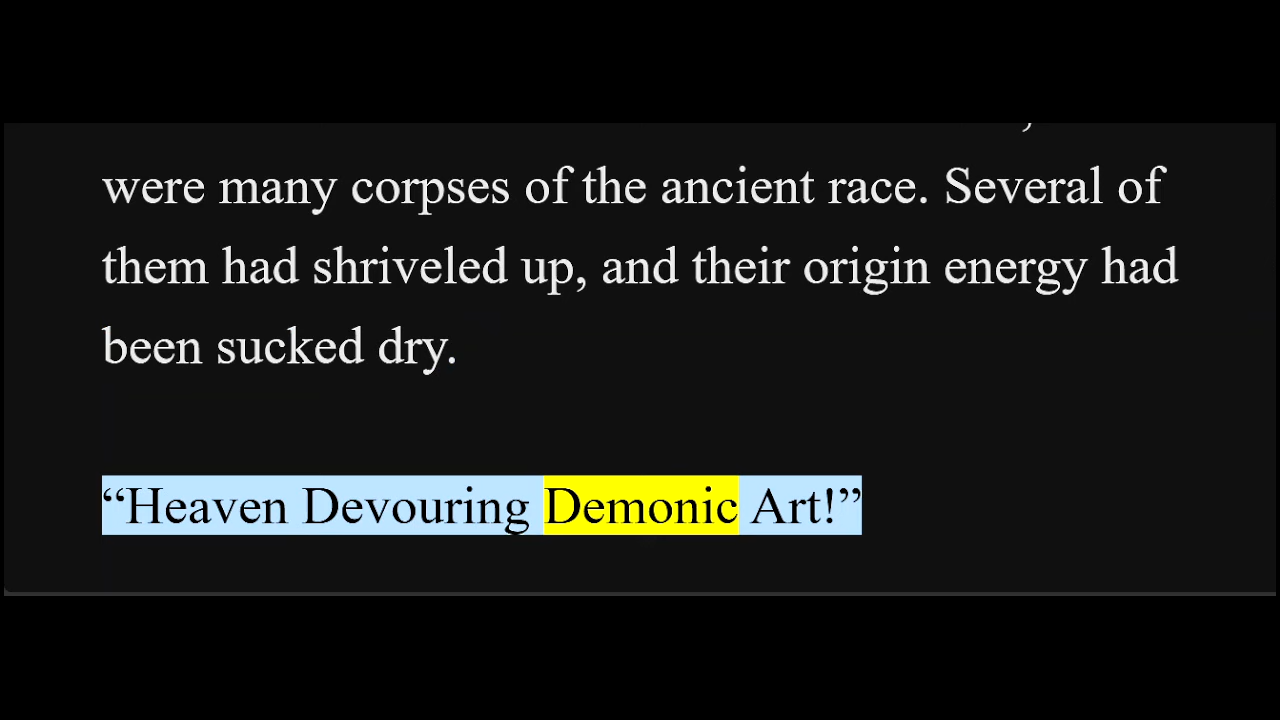 were many corpses of the ancient race. Several of
them had shriveled up, and their origin energy had
been sucked dry.
“Heaven Devouring Demonic Art!”